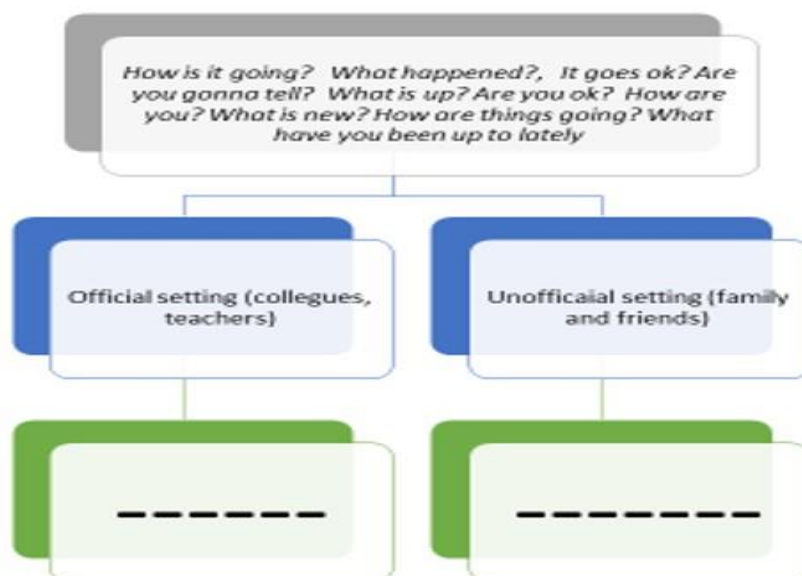 How is it going? What happened?, It goes ok? Are
you gonna tell? What is up? Are you ok? How are
you? What is new? How are things going? What
have you been up to lately
Official setting (collegues,
teachers)
Unofficaial setting (family
and friends)
------
-------